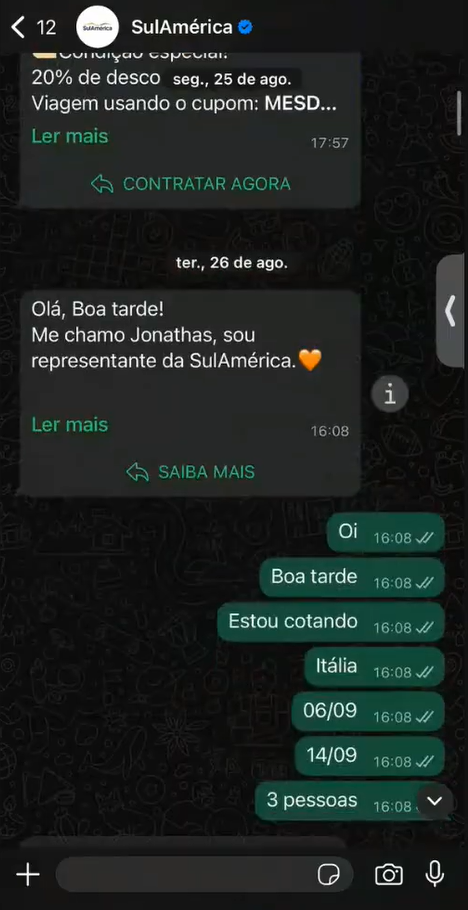 12
SulAmérica
SulAmérica
Condição especial!
20% de desco
seg., 25 de ago.
Viagem usando o cupom: MESD...
Ler mais
17:57
CONTRATAR AGORA
ter., 26 de ago.
Olá, Boa tarde!
Me chamo Jonathas, sou
representante da SulAmérica.🧡
Ler mais
16:08
SAIBA MAIS
Oi 16:08
Boa tarde 16:08
Estou cotando 16:08
Itália 16:08
06/09 16:08
14/09 16:08
3 pessoas 16:08